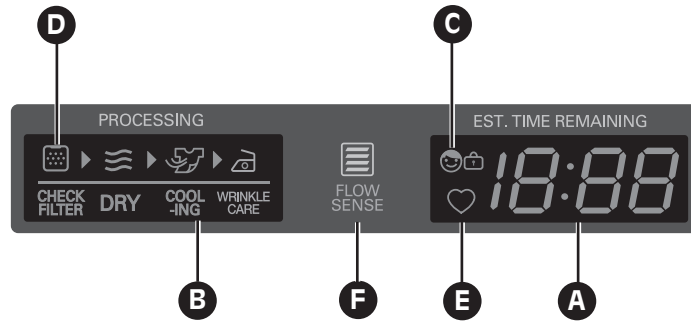 D
C
PROCESSING
EST. TIME REMAINING
18:88
CHECK FILTER
DRY
COOL -ING
WRINKLE CARE
FLOW SENSE
B
F
E
A